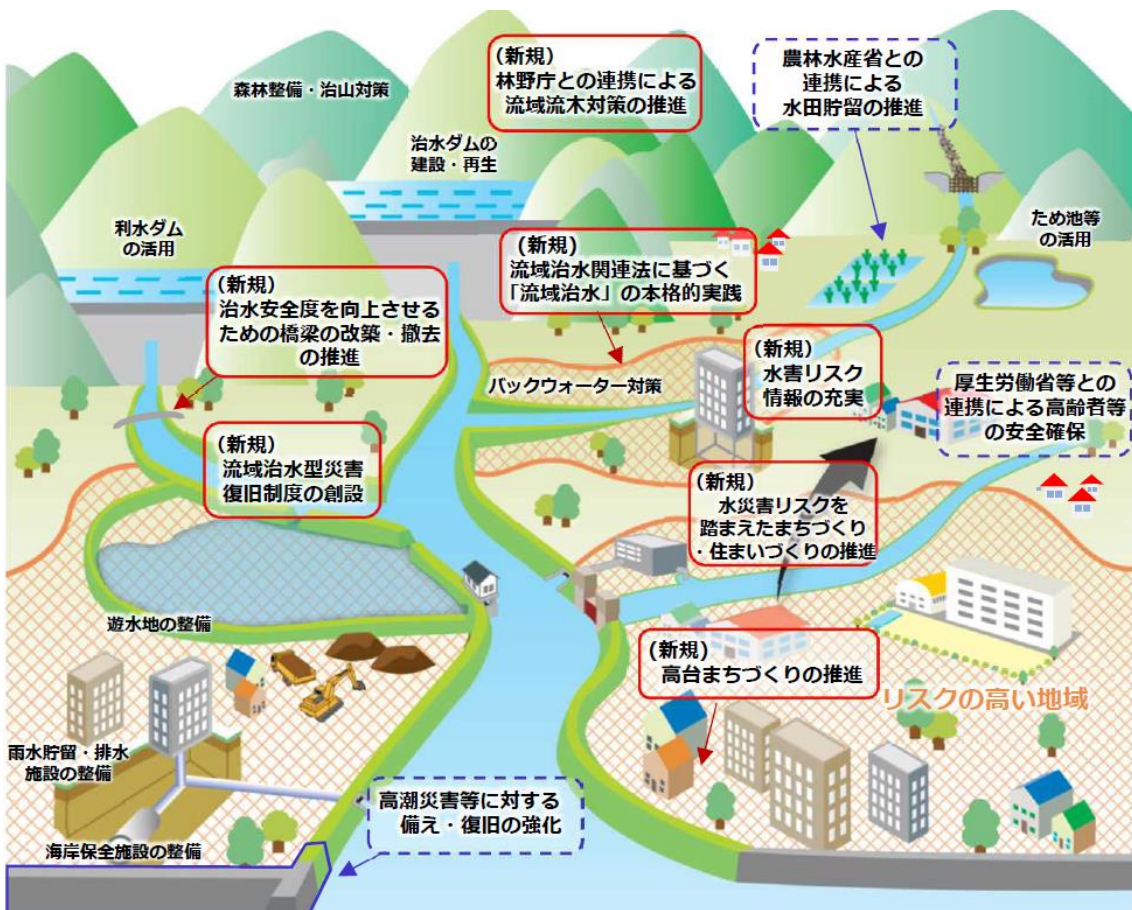 (新規)
林野庁との連携による
流域流木対策の推進
農林水産省との
連携による
水田貯留の推進
森林整備・治山対策
治水ダムの
建設・再生
利水ダム
の活用
ため池等
の活用
(新規)
流域治水関連法に基づく
「流域治水」の本格的実践
(新規)
治水安全度を向上させる
ための橋梁の改築・撤去
の推進
バックウォーター対策
(新規)
水害リスク
情報の充実
厚生労働省等との
連携による高齢者等
の安全確保
(新規)
流域治水型災害
復旧制度の創設
(新規)
水災害リスクを
踏まえたまちづくり
・住まいづくりの推進
遊水地の整備
(新規)
高台まちづくりの推進
リスクの高い地域
雨水貯留・排水
施設の整備
高潮災害等に対する
備え・復旧の強化
海岸保全施設の整備